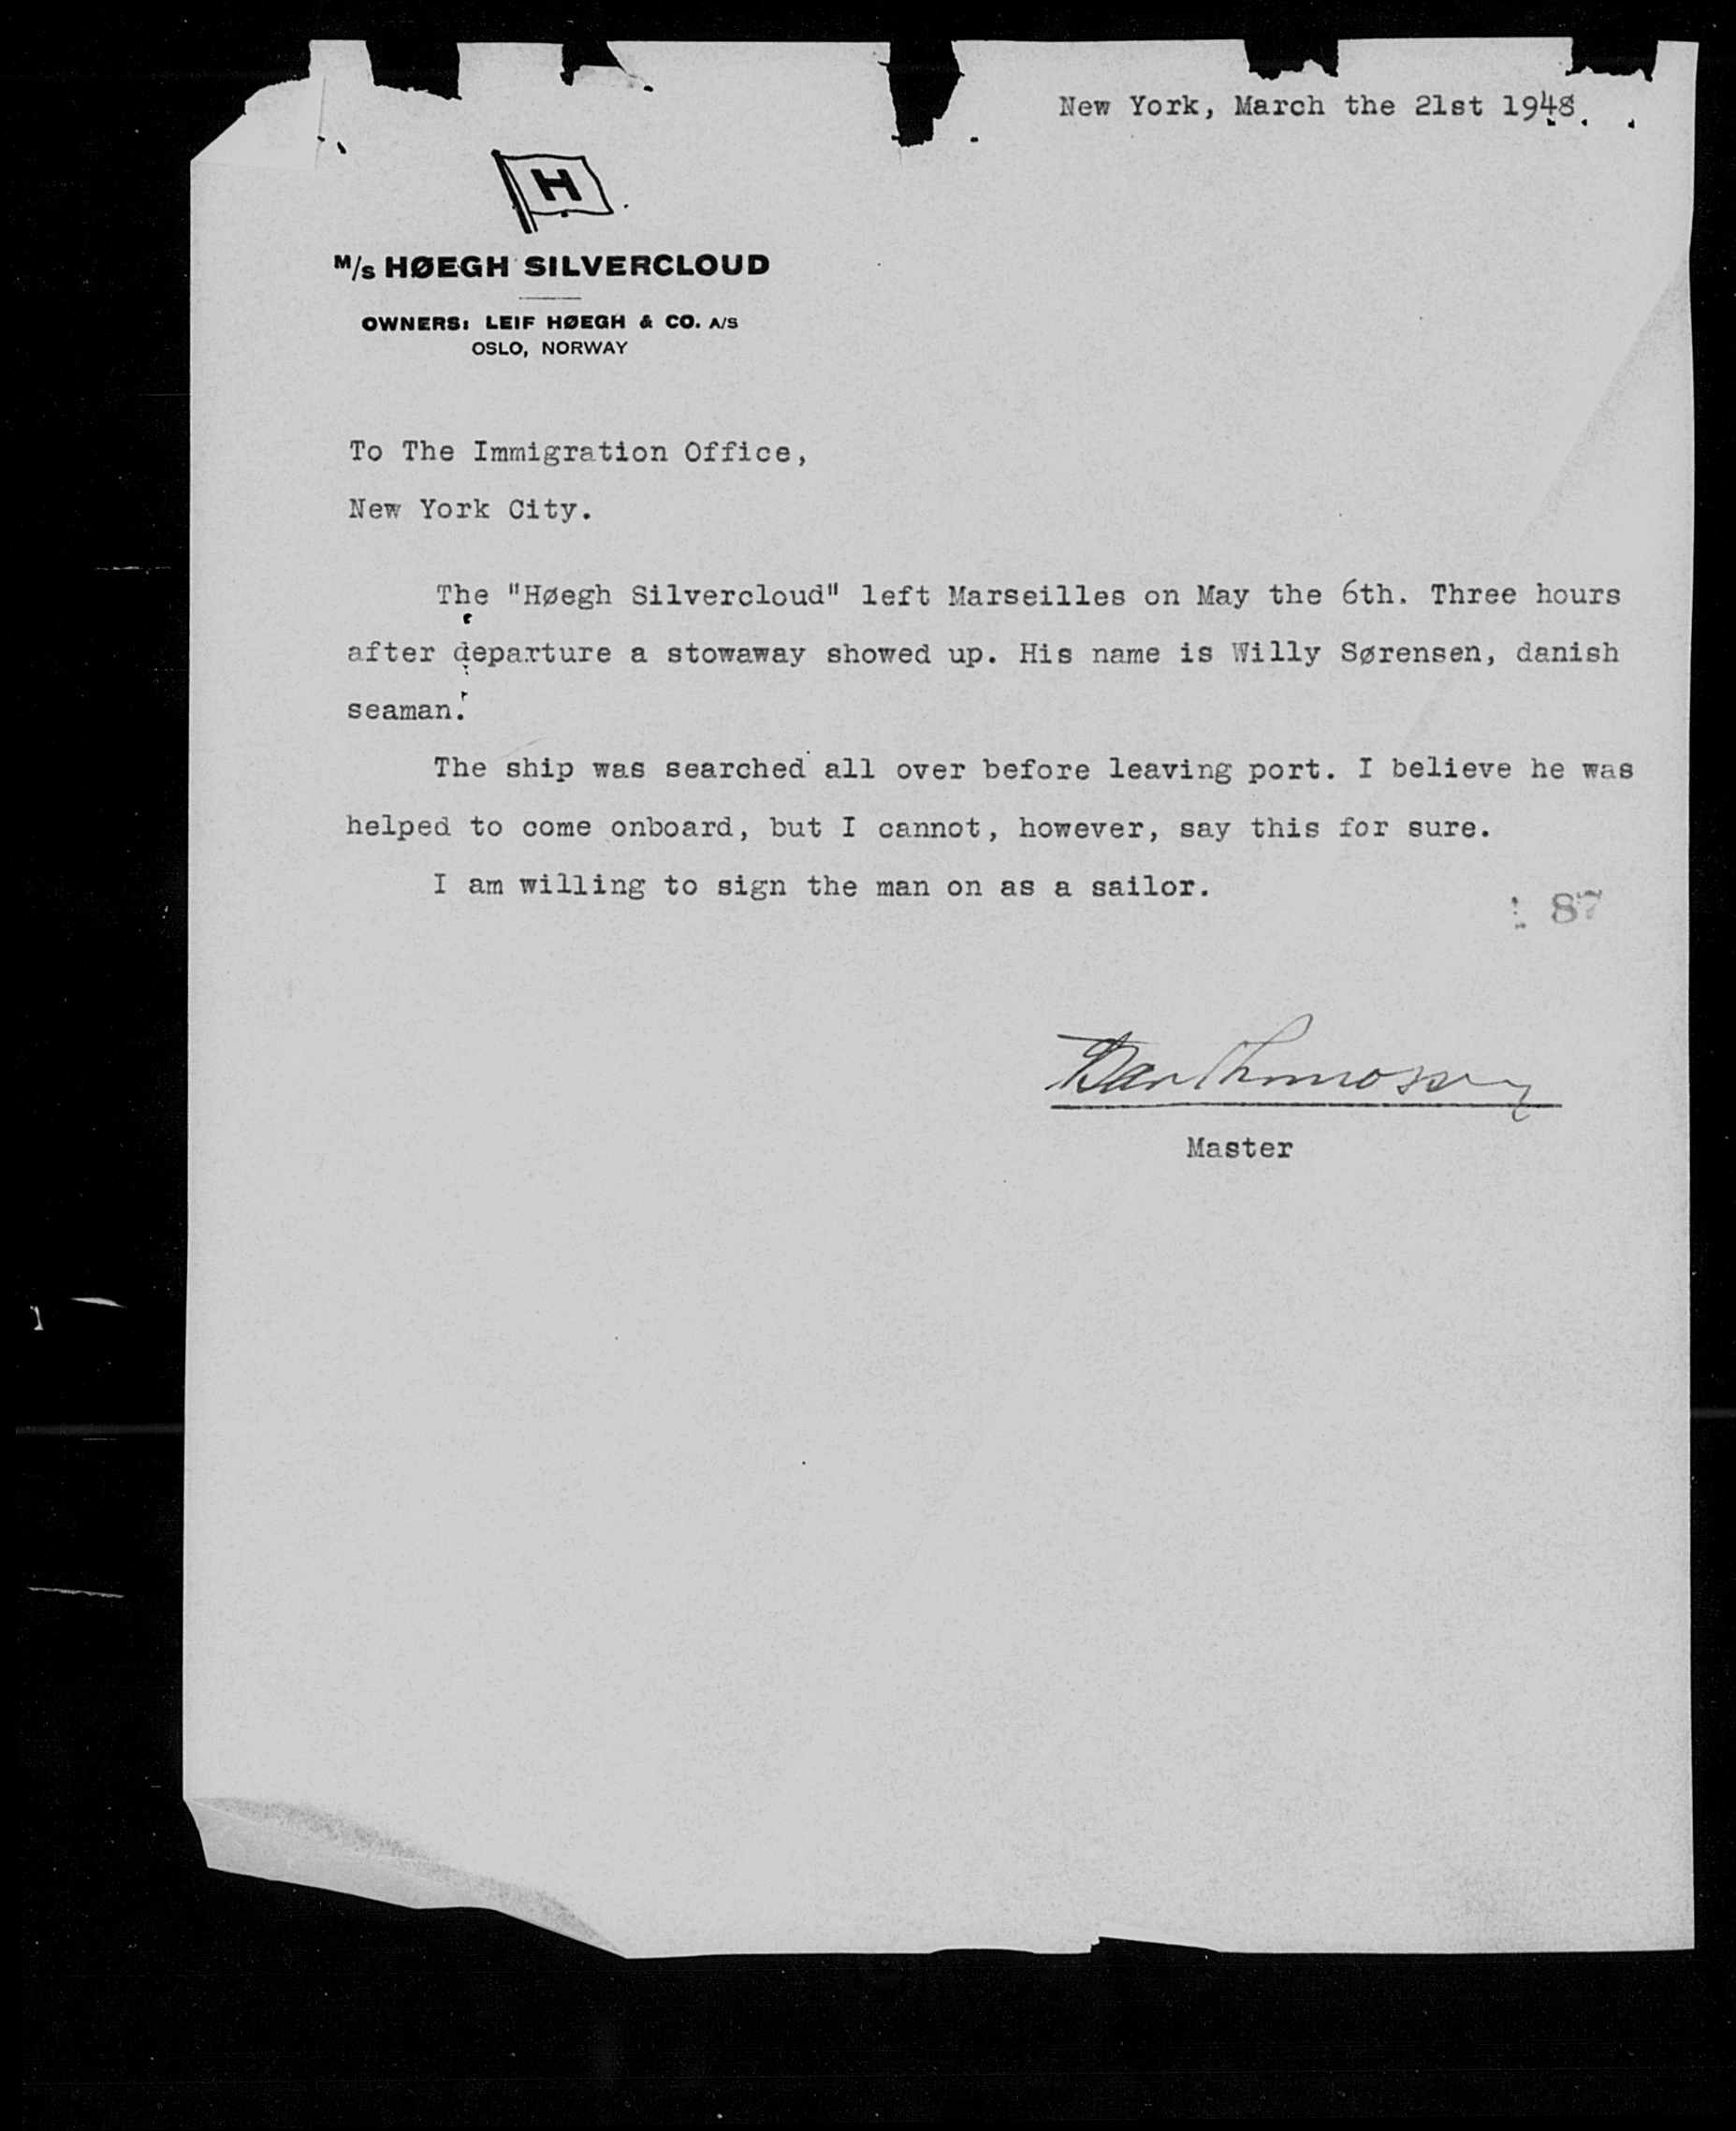 New York, March the 21st 1948.
H
M/s HØEGH SILVERCLOUD
OWNERS: LEIF HØEGH & CO. A/S
OSLO, NORWAY
To The Immigration Office,
New York City.
The "Høegh Silvercloud" left Marseilles on May the 6th. Three hours
after departure a stowaway showed up. His name is Willy Sørensen, danish
seaman.
The ship was searched all over before leaving port. I believe he was
helped to come onboard, but I cannot, however, say this for sure.
I am willing to sign the man on as a sailor.
87
Master